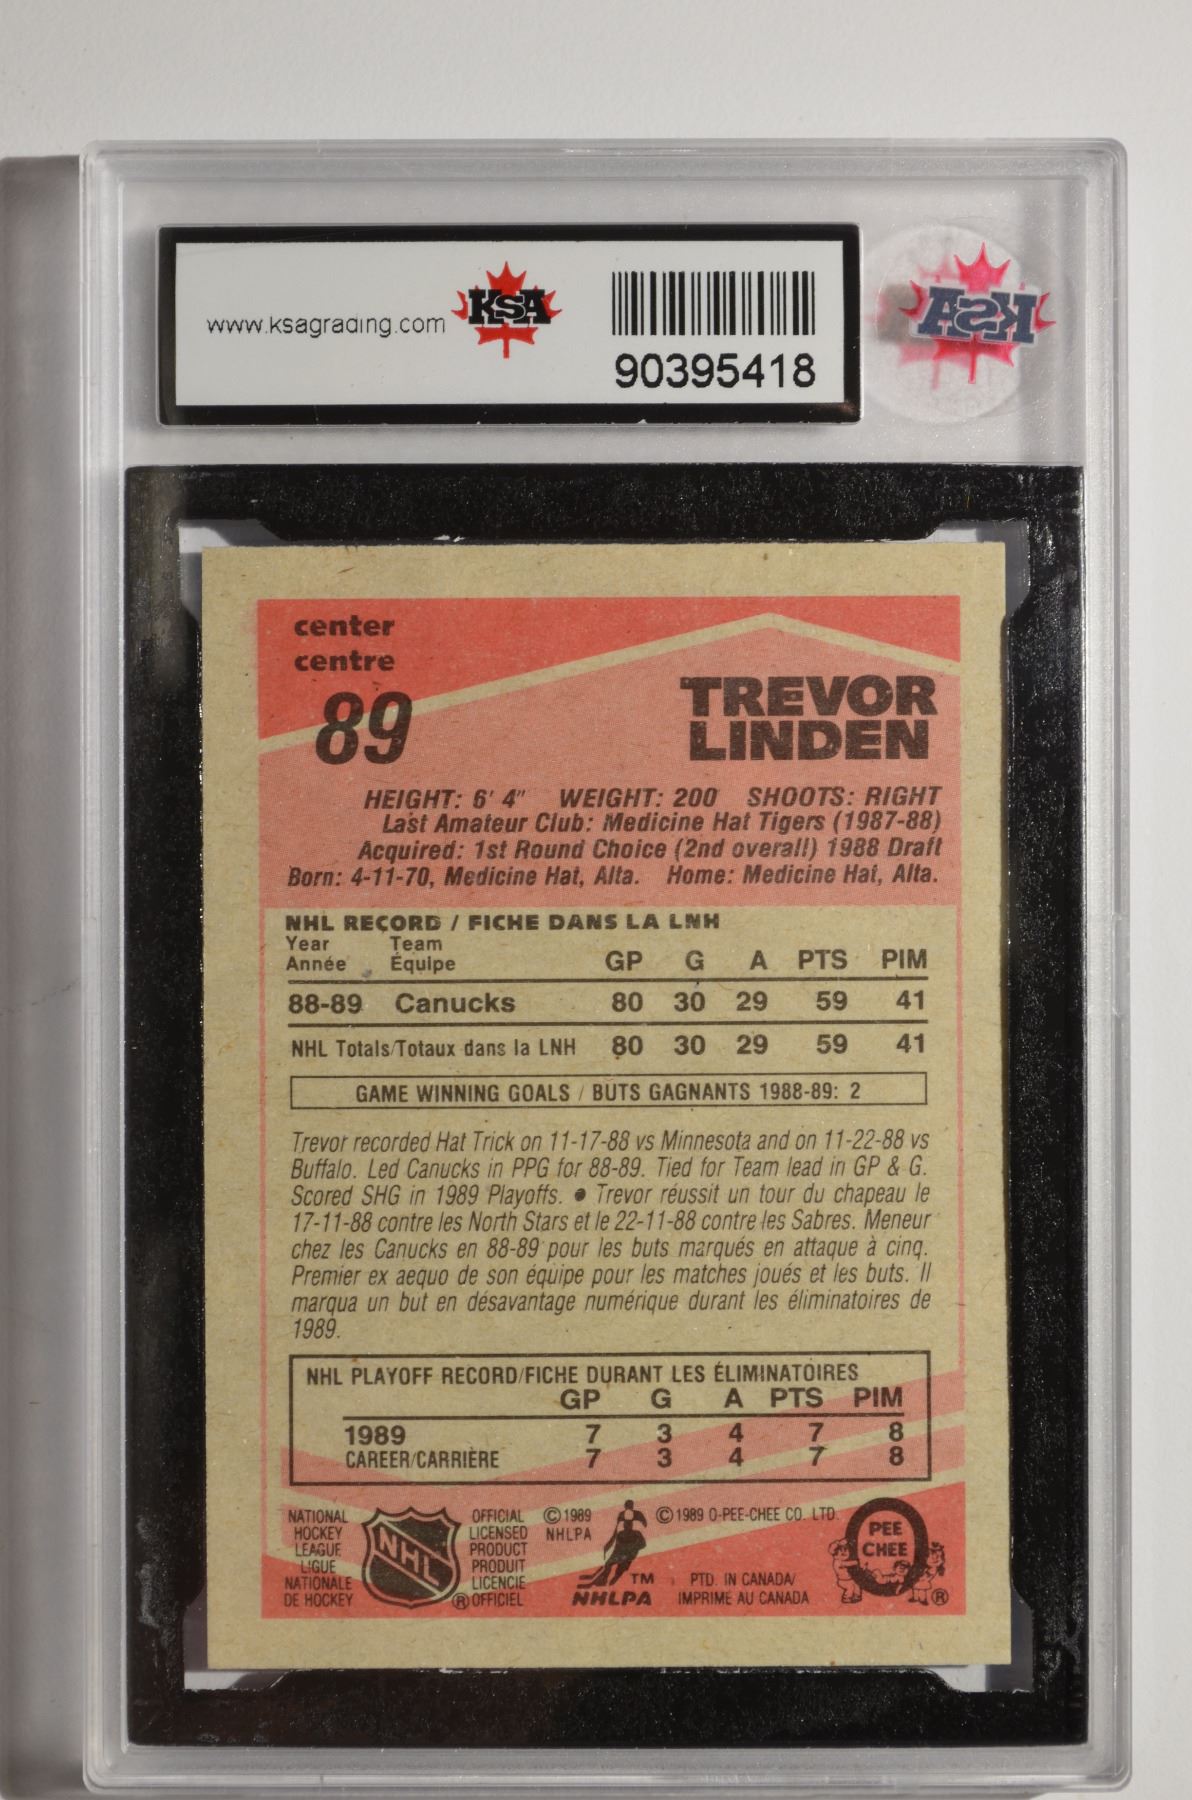 www.ksagrading.com
KSA
90395418
KSA
center
centre
89
TREVOR
LINDEN
HEIGHT: 6' 4" WEIGHT: 200 SHOOTS: RIGHT
Last Amateur Club: Medicine Hat Tigers (1987-88)
Acquired: 1st Round Choice (2nd overall) 1988 Draft
Born: 4-11-70, Medicine Hat, Alta. Home: Medicine Hat, Alta.
NHL RECORD / FICHE DANS LA LNH
Year Team
Année Équipe GP G A PTS PIM
88-89 Canucks 80 30 29 59 41
NHL Totals/Totaux dans la LNH 80 30 29 59 41
GAME WINNING GOALS / BUTS GAGNANTS 1988-89: 2
Trevor recorded Hat Trick on 11-17-88 vs Minnesota and on 11-22-88 vs
Buffalo. Led Canucks in PPG for 88-89. Tied for Team lead in GP & G.
Scored SHG in 1989 Playoffs. ● Trevor réussit un tour du chapeau le
17-11-88 contre les North Stars et le 22-11-88 contre les Sabres. Meneur
chez les Canucks en 88-89 pour les buts marqués en attaque à cinq.
Premier ex aequo de son équipe pour les matches joués et les buts. Il
marqua un but en désavantage numérique durant les éliminatoires de
1989.
NHL PLAYOFF RECORD/FICHE DURANT LES ÉLIMINATOIRES
GP G A PTS PIM
1989 7 3 4 7 8
CAREER/CARRIÈRE 7 3 4 7 8
NATIONAL
HOCKEY
LEAGUE
LIGUE
NATIONALE
DE HOCKEY
NHL
®
OFFICIAL
LICENSED
PRODUCT
PRODUIT
LICENCIE
OFFICIEL
©1989
NHLPA
TM
NHLPA
©1989 O-PEE-CHEE CO. LTD.
PTD. IN CANADA/
IMPRIMÉ AU CANADA
O
PEE
CHEE
®